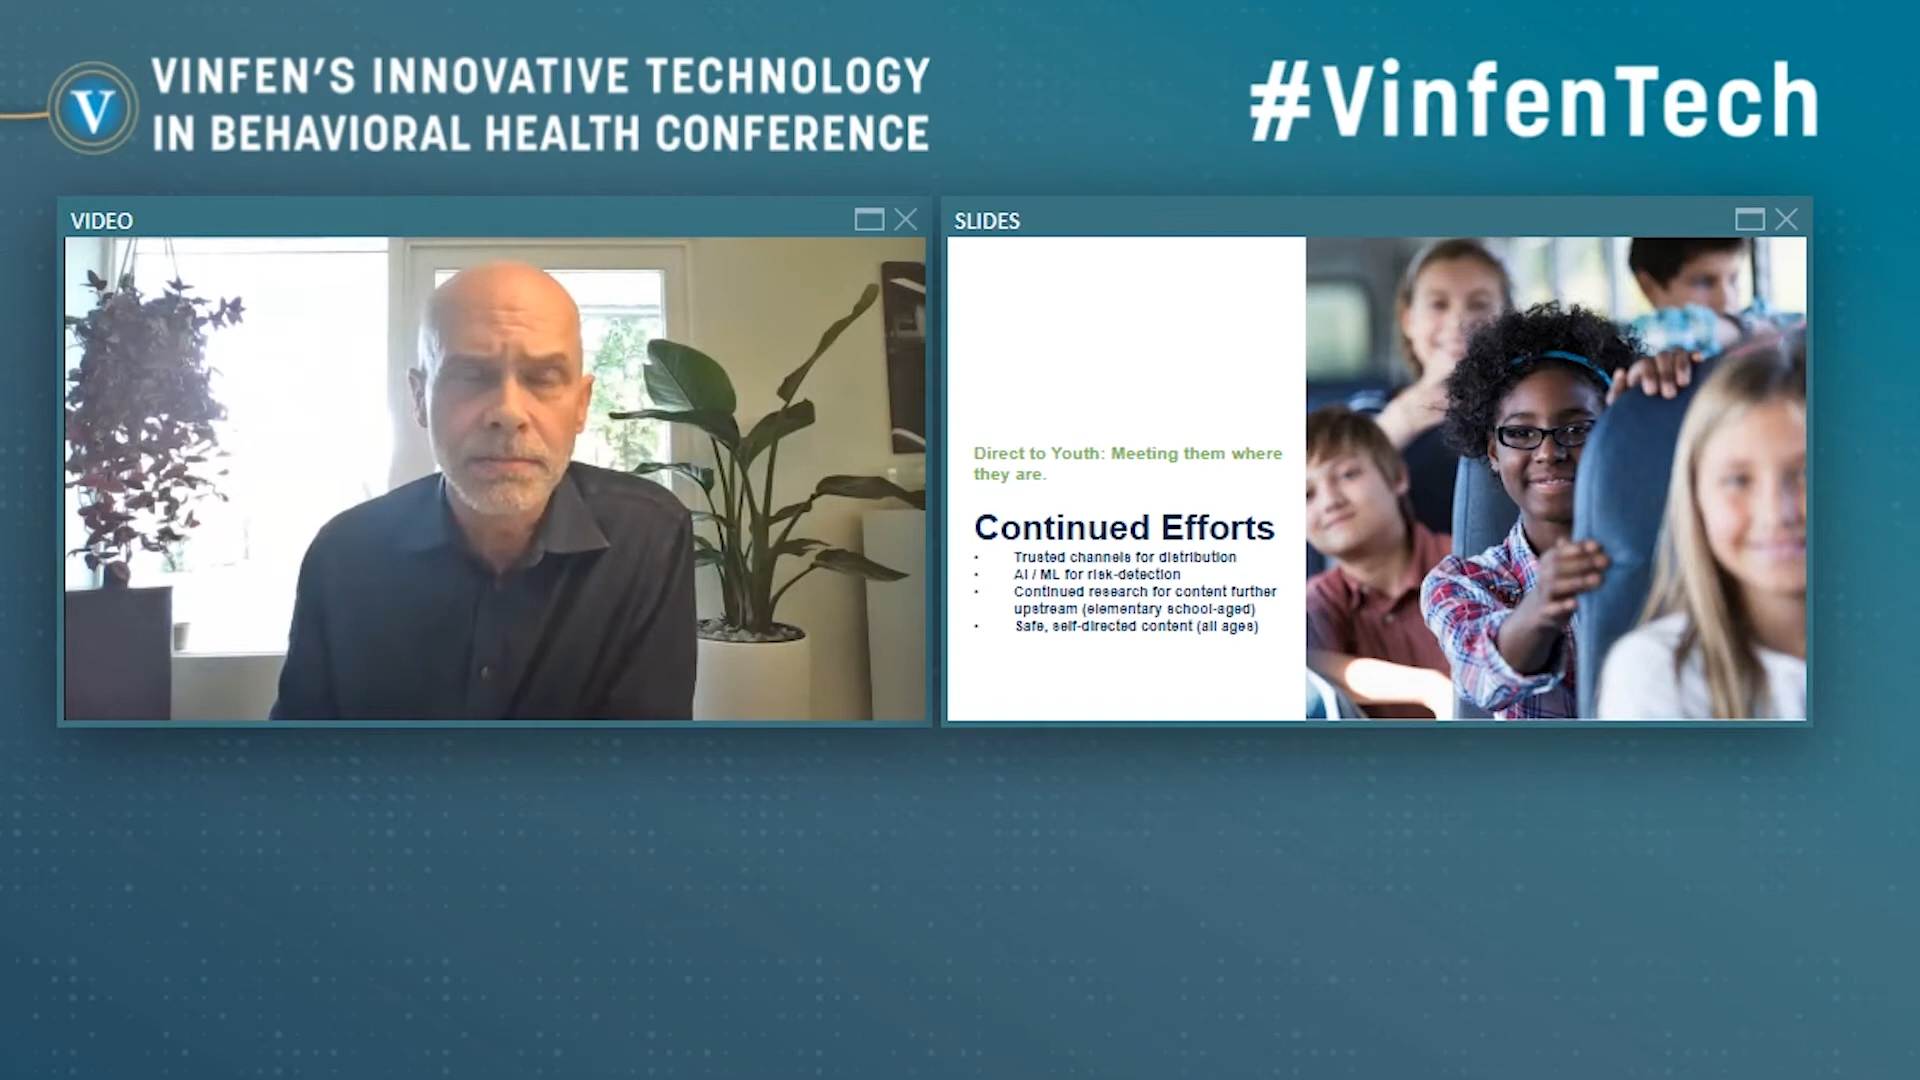 V
VINFEN'S INNOVATIVE TECHNOLOGY
IN BEHAVIORAL HEALTH CONFERENCE
#VinfenTech
VIDEO
SLIDES
Direct to Youth: Meeting them where
they are.
Continued Efforts
• Trusted channels for distribution
• AI / ML for risk-detection
• Continued research for content further
upstream (elementary school-aged)
• Safe, self-directed content (all ages)